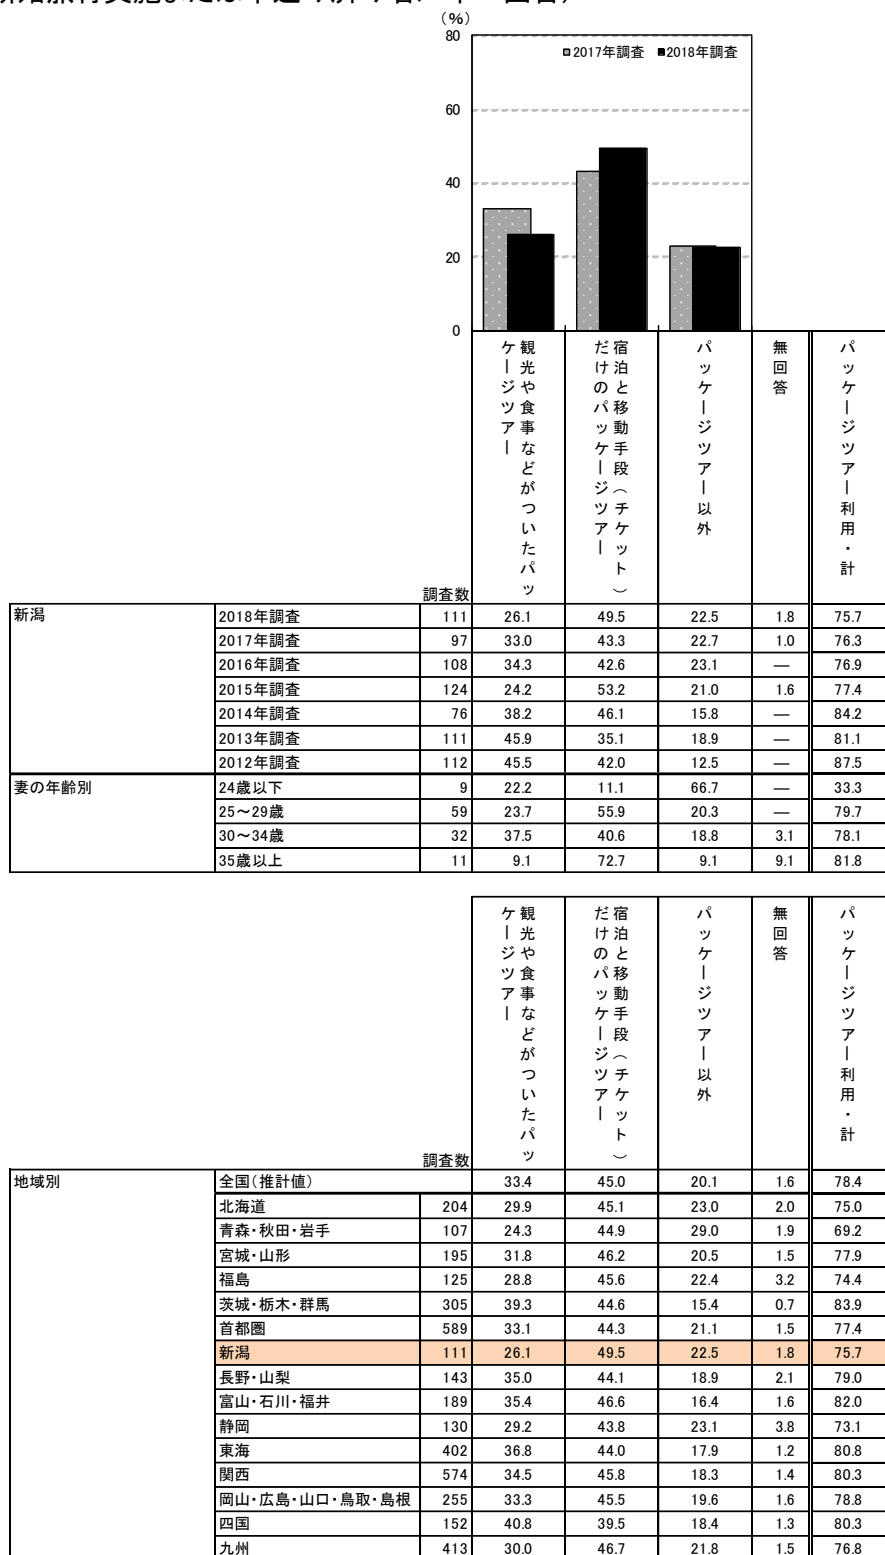 (%)
80
□2017年調査 ■2018年調査
60
40
20
0
観光や食事などがついたパッ
ケージツアー
宿泊と移動手段(チケット)
だけのパッケージツアー
パッケージツアー以外
無回答
パッケージツアー利用・計
調査数
新潟 2018年調査 111 26.1 49.5 22.5 1.8 75.7
2017年調査 97 33.0 43.3 22.7 1.0 76.3
2016年調査 108 34.3 42.6 23.1 — 76.9
2015年調査 124 24.2 53.2 21.0 1.6 77.4
2014年調査 76 38.2 46.1 15.8 — 84.2
2013年調査 111 45.9 35.1 18.9 — 81.1
2012年調査 112 45.5 42.0 12.5 — 87.5
妻の年齢別 24歳以下 9 22.2 11.1 66.7 — 33.3
25~29歳 59 23.7 55.9 20.3 — 79.7
30~34歳 32 37.5 40.6 18.8 3.1 78.1
35歳以上 11 9.1 72.7 9.1 9.1 81.8
観光や食事などがついたパッ
ケージツアー
宿泊と移動手段(チケット)
だけのパッケージツアー
パッケージツアー以外
無回答
パッケージツアー利用・計
調査数
地域別 全国(推計値) 33.4 45.0 20.1 1.6 78.4
北海道 204 29.9 45.1 23.0 2.0 75.0
青森・秋田・岩手 107 24.3 44.9 29.0 1.9 69.2
宮城・山形 195 31.8 46.2 20.5 1.5 77.9
福島 125 28.8 45.6 22.4 3.2 74.4
茨城・栃木・群馬 305 39.3 44.6 15.4 0.7 83.9
首都圏 589 33.1 44.3 21.1 1.5 77.4
新潟 111 26.1 49.5 22.5 1.8 75.7
長野・山梨 143 35.0 44.1 18.9 2.1 79.0
富山・石川・福井 189 35.4 46.6 16.4 1.6 82.0
静岡 130 29.2 43.8 23.1 3.8 73.1
東海 402 36.8 44.0 17.9 1.2 80.8
関西 574 34.5 45.8 18.3 1.4 80.3
岡山・広島・山口・鳥取・島根 255 33.3 45.5 19.6 1.6 78.8
四国 152 40.8 39.5 18.4 1.3 80.3
九州 413 30.0 46.7 21.8 1.5 76.8